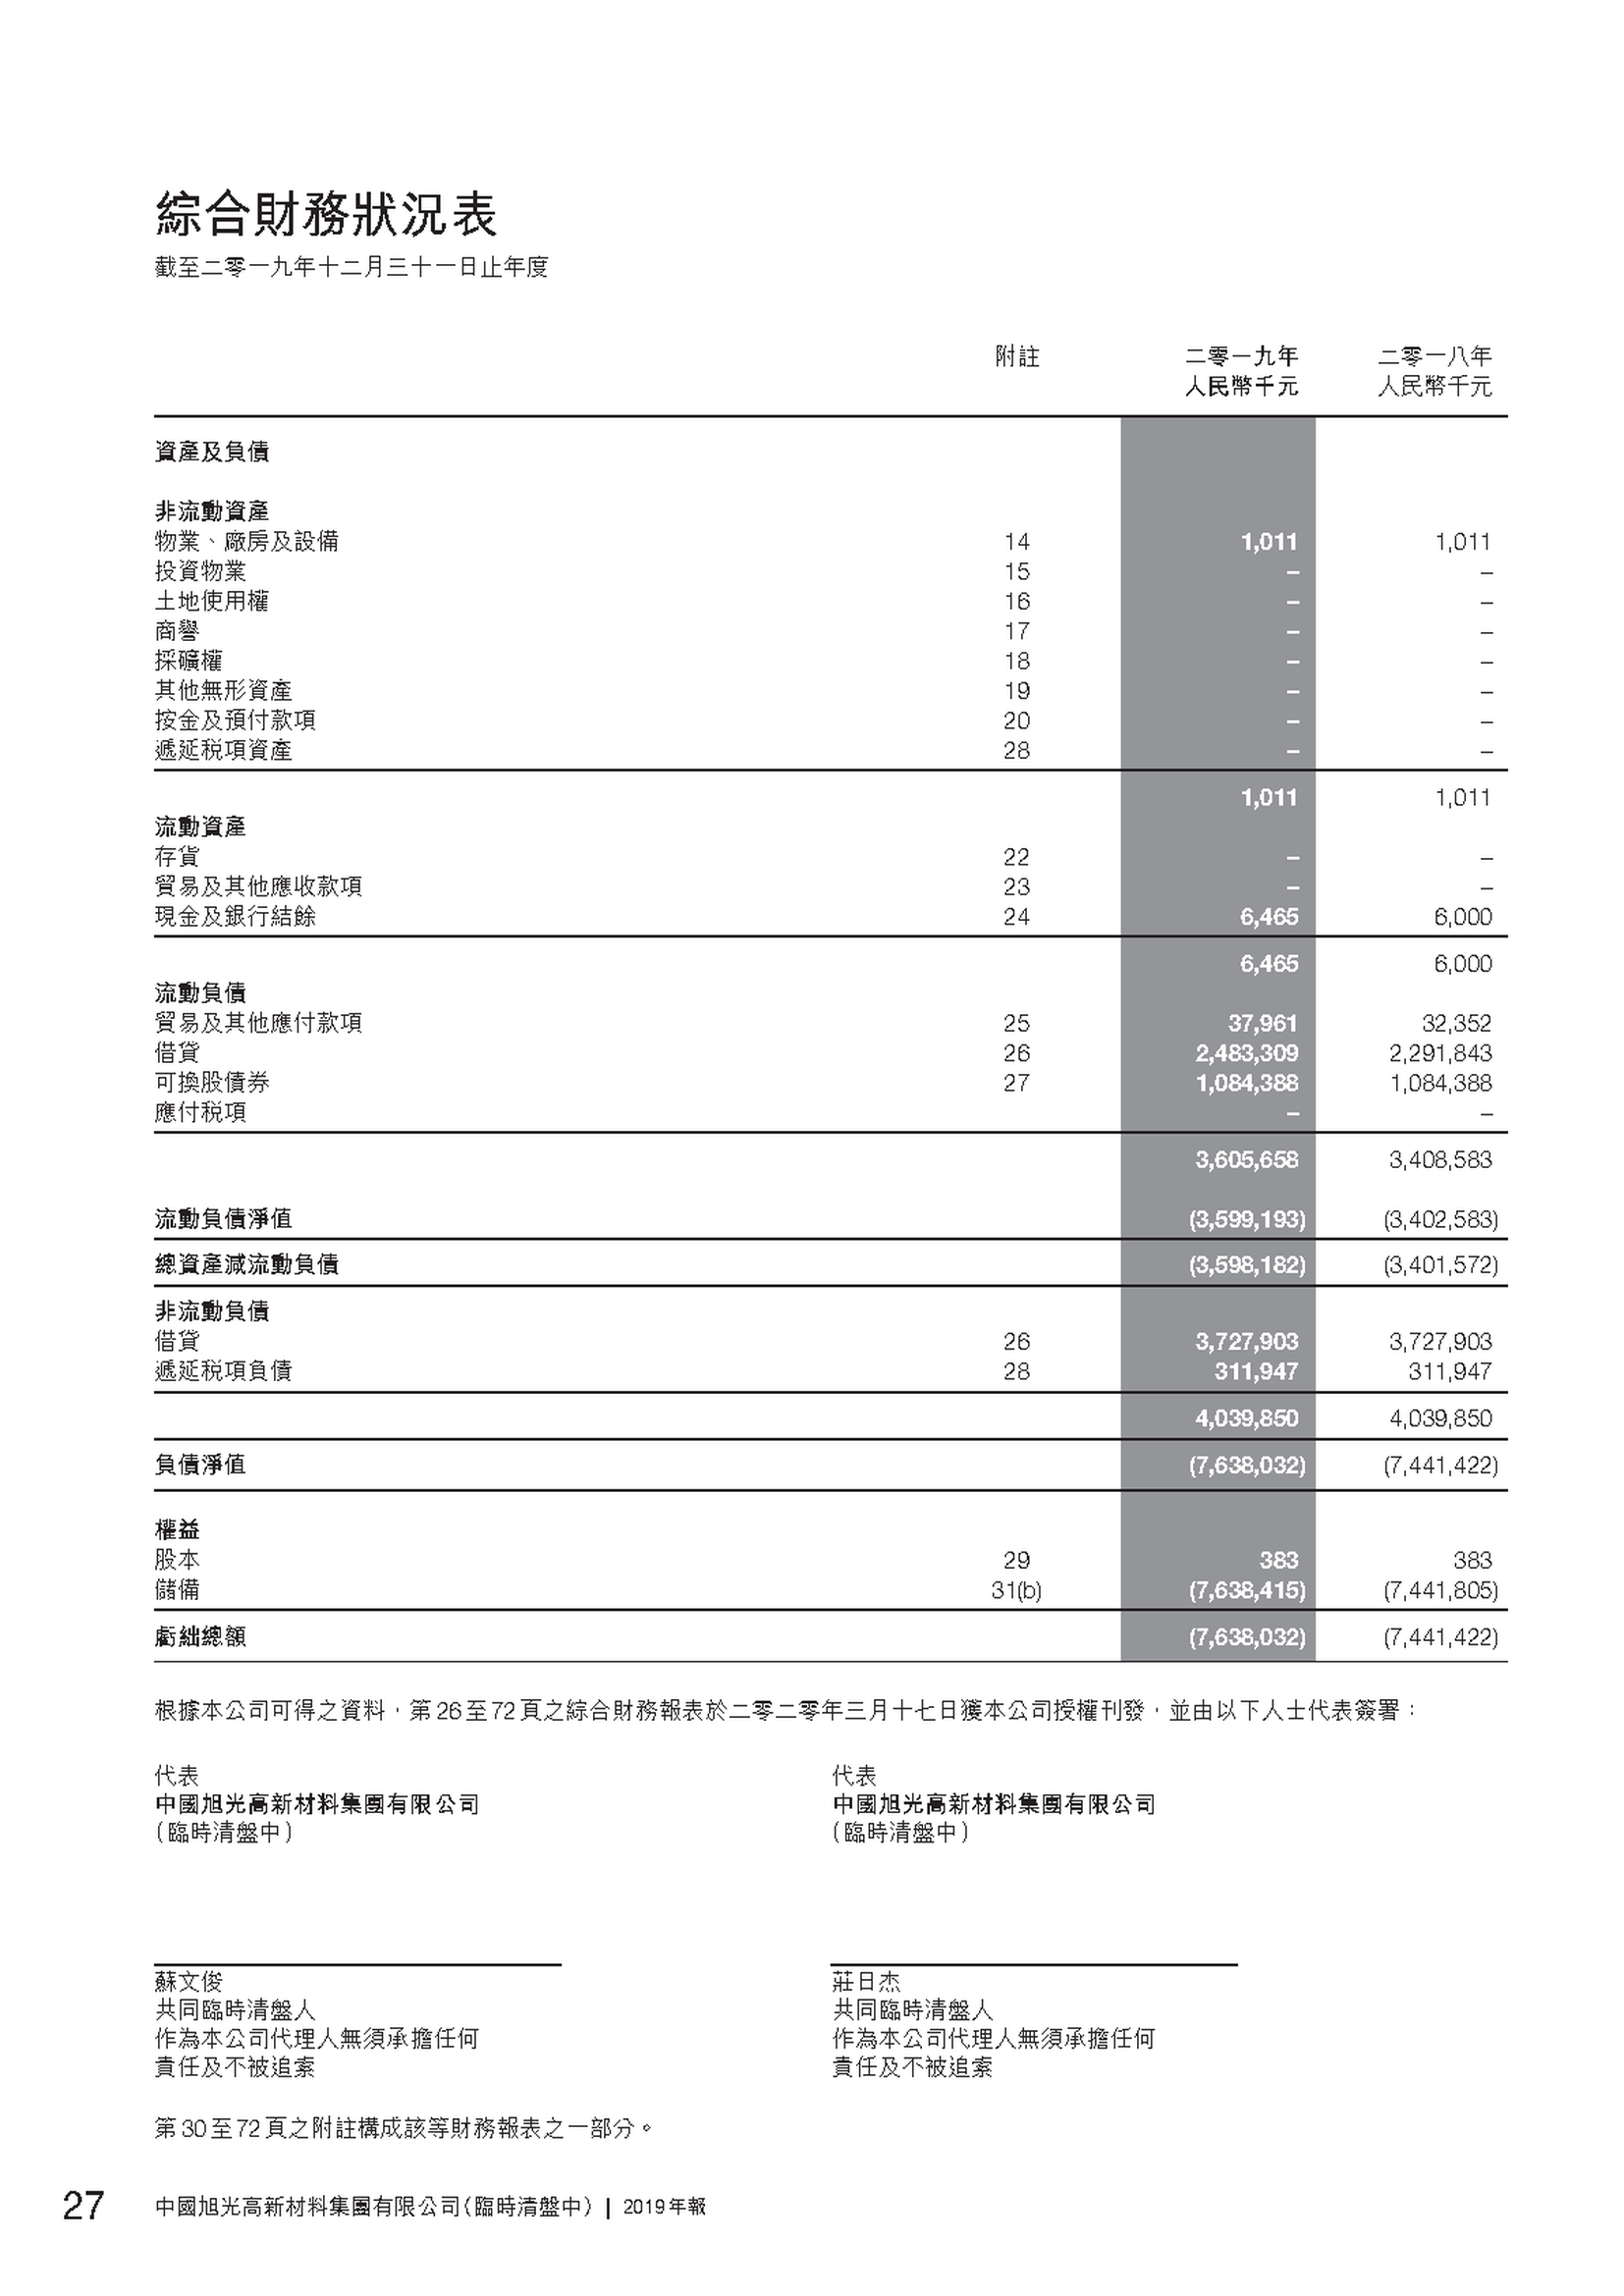 綜合財務狀況表
截至二零一九年十二月三十一日止年度
附註 二零一九年 二零一八年
人民幣千元 人民幣千元
資產及負債
非流動資產
物業、廠房及設備 14 1,011 1,011
投資物業 15 – –
土地使用權 16 – –
商譽 17 – –
採礦權 18 – –
其他無形資產 19 – –
按金及預付款項 20 – –
遞延税項資產 28 – –
1,011 1,011
流動資產
存貨 22 – –
貿易及其他應收款項 23 – –
現金及銀行結餘 24 6,465 6,000
6,465 6,000
流動負債
貿易及其他應付款項 25 37,961 32,352
借貸 26 2,483,309 2,291,843
可換股債券 27 1,084,388 1,084,388
應付税項 – –
3,605,658 3,408,583
流動負債淨值 (3,599,193) (3,402,583)
總資產減流動負債 (3,598,182) (3,401,572)
非流動負債
借貸 26 3,727,903 3,727,903
遞延税項負債 28 311,947 311,947
4,039,850 4,039,850
負債淨值 (7,638,032) (7,441,422)
權益
股本 29 383 383
儲備 31(b) (7,638,415) (7,441,805)
虧絀總額 (7,638,032) (7,441,422)
根據本公司可得之資料，第26至72頁之綜合財務報表於二零二零年三月十七日獲本公司授權刊發，並由以下人士代表簽署：
代表 代表
中國旭光高新材料集團有限公司 中國旭光高新材料集團有限公司
（臨時清盤中） （臨時清盤中）
蘇文俊 莊日杰
共同臨時清盤人 共同臨時清盤人
作為本公司代理人無須承擔任何 作為本公司代理人無須承擔任何
責任及不被追索 責任及不被追索
第30至72頁之附註構成該等財務報表之一部分。
27 中國旭光高新材料集團有限公司（臨時清盤中） | 2019年報